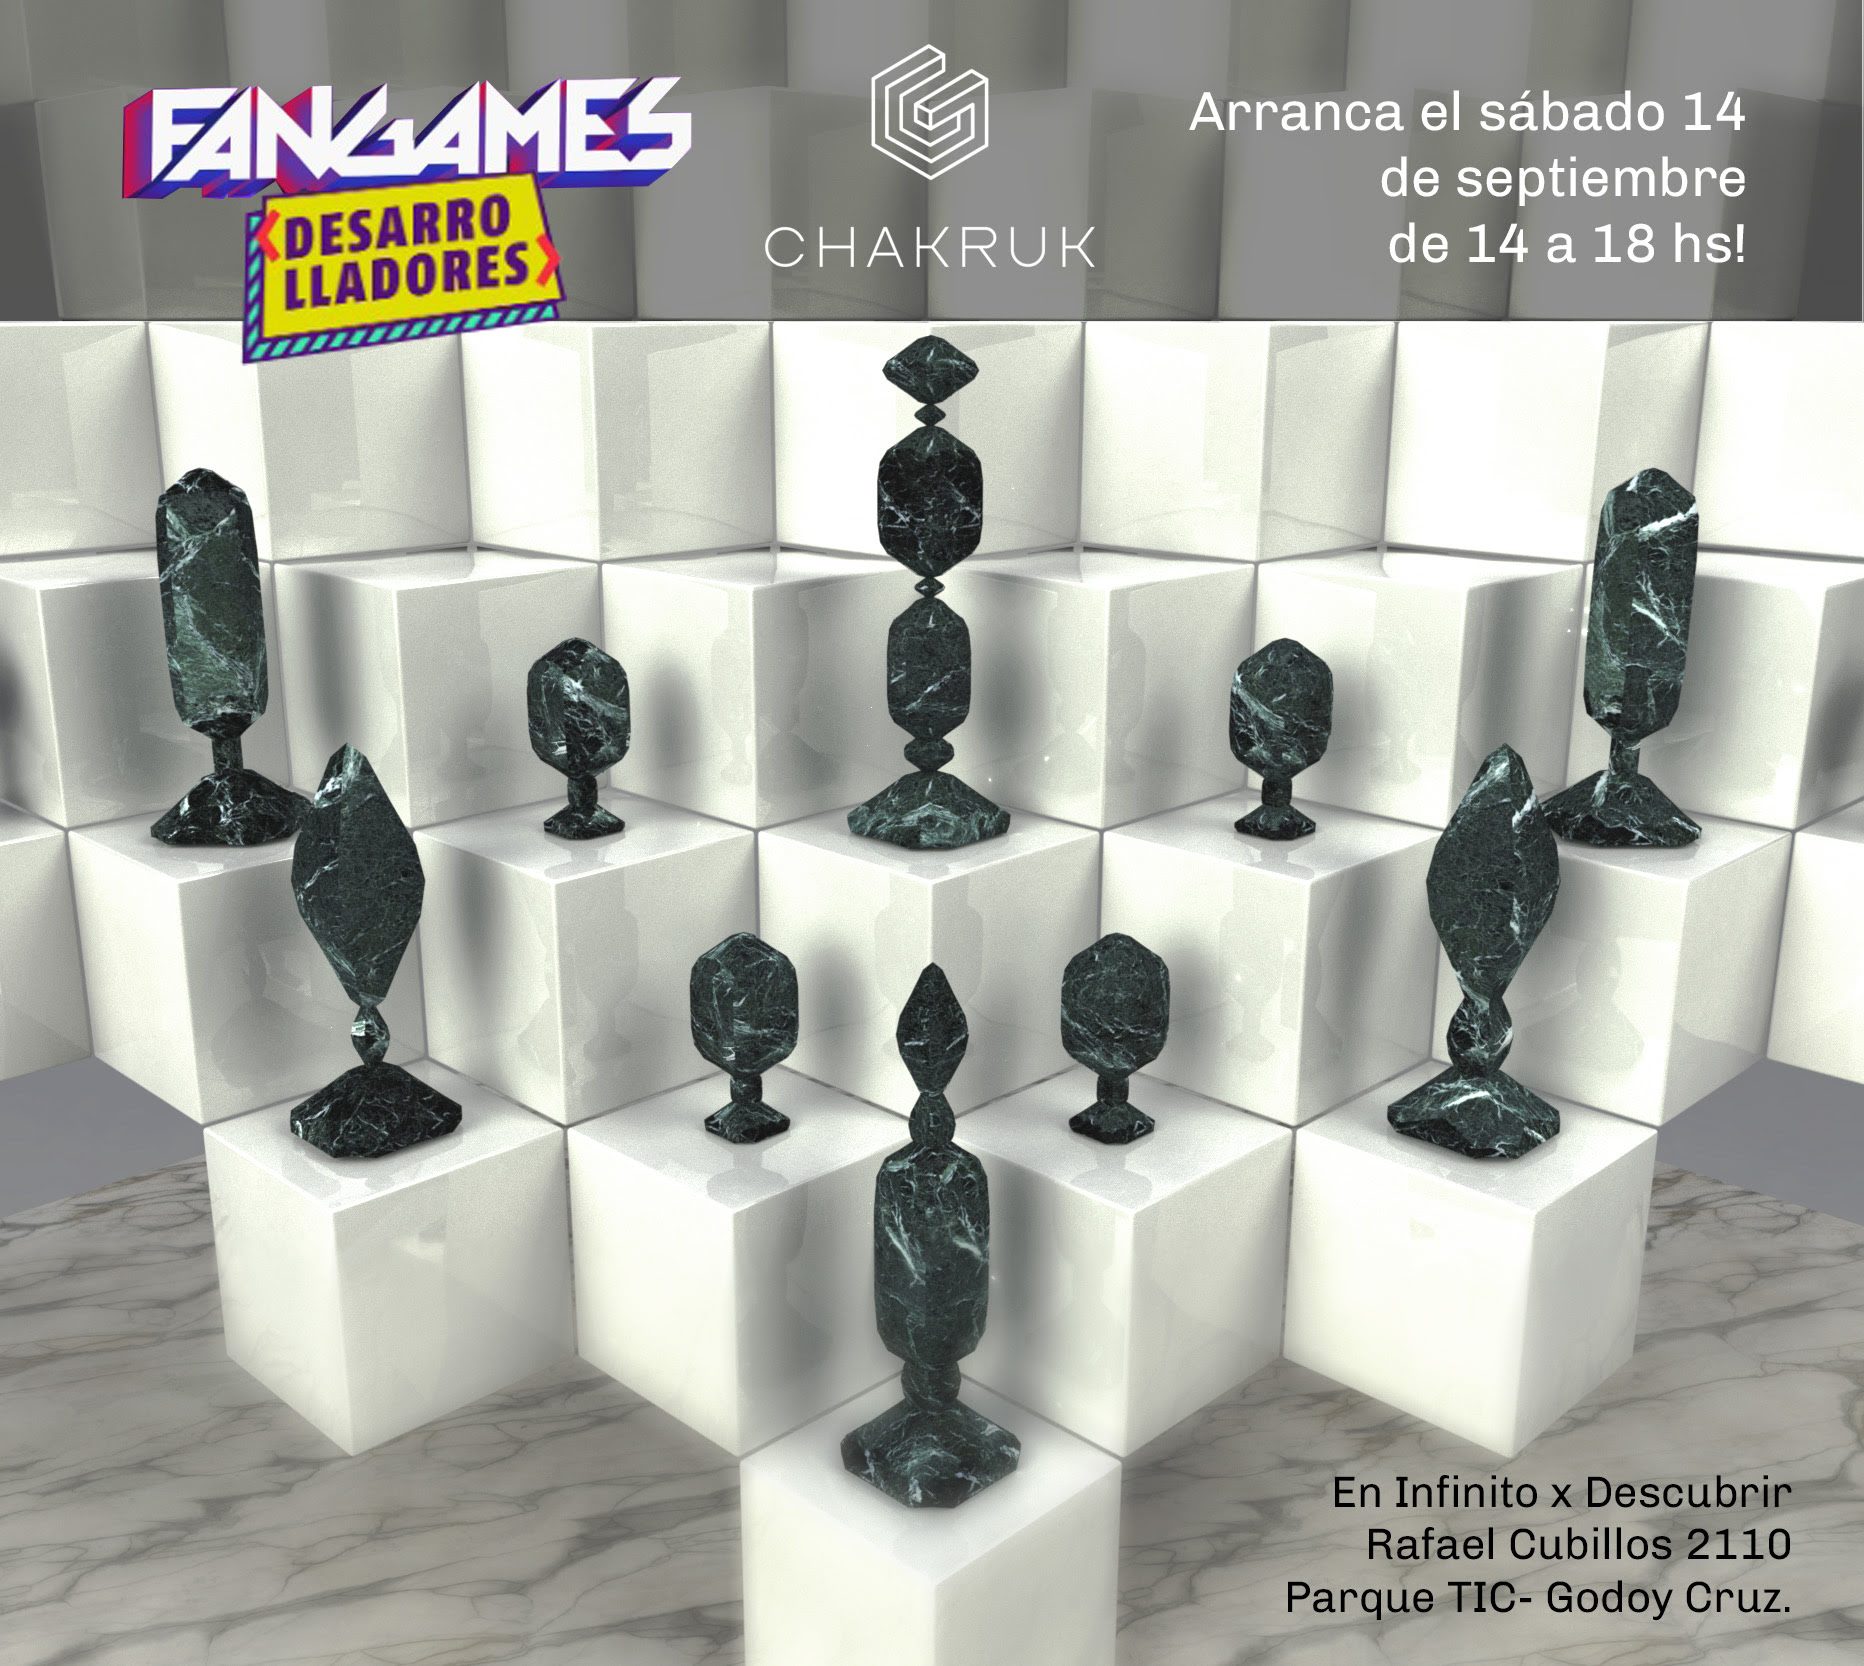 FANGAMES
DESARRO
LLADORES
CHAKRUK
Arranca el sábado 14
de septiembre
de 14 a 18 hs!
En Infinito x Descubrir
Rafael Cubillos 2110
Parque TIC- Godoy Cruz.